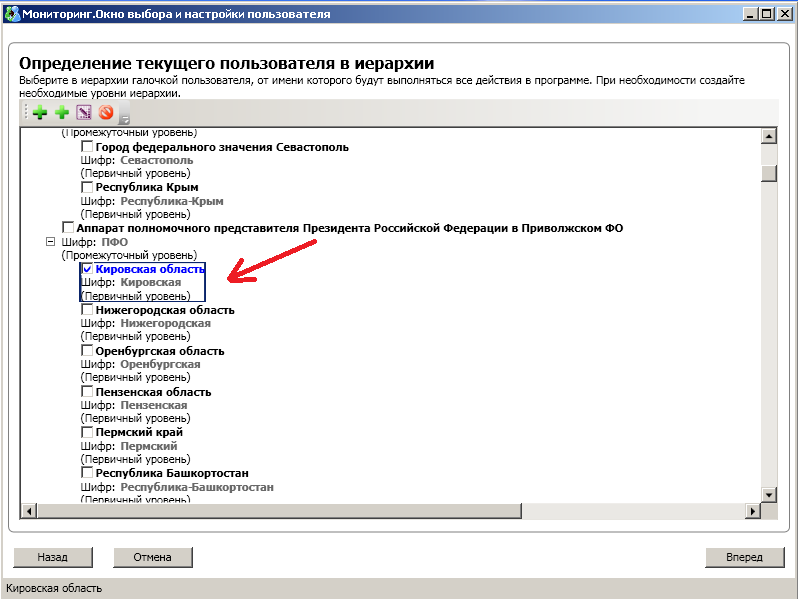 Мониторинг.Окно выбора и настройки пользователя
Определение текущего пользователя в иерархии
Выберите в иерархии галочкой пользователя, от имени которого будут выполняться все действия в программе. При необходимости создайте
необходимые уровни иерархии.
(Промежуточный уровень)
Город федерального значения Севастополь
Шифр: Севастополь
(Первичный уровень)
Республика Крым
Шифр: Республика-Крым
(Первичный уровень)
Аппарат полномочного представителя Президента Российской Федерации в Приволжском ФО
Шифр: ПФО
(Промежуточный уровень)
Кировская область
Шифр: Кировская
(Первичный уровень)
Нижегородская область
Шифр: Нижегородская
(Первичный уровень)
Оренбургская область
Шифр: Оренбургская
(Первичный уровень)
Пензенская область
Шифр: Пензенская
(Первичный уровень)
Пермский край
Шифр: Пермский
(Первичный уровень)
Республика Башкортостан
Шифр: Республика-Башкортостан
(Первичный уровень)
Назад
Отмена
Вперед
Кировская область